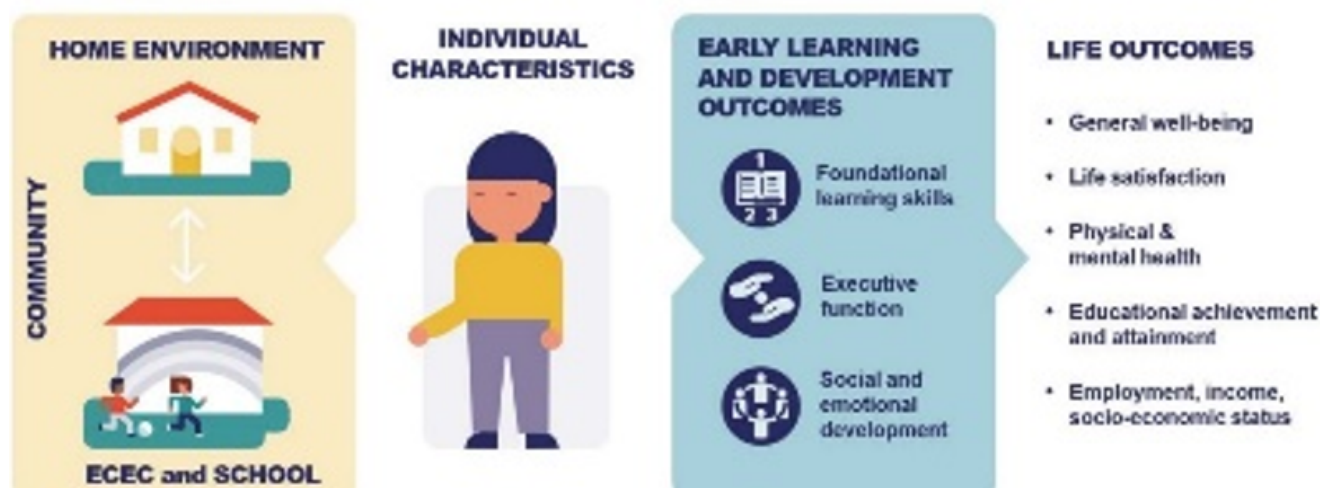 HOME ENVIRONMENT
COMMUNITY
ECEC and SCHOOL
INDIVIDUAL
CHARACTERISTICS
EARLY LEARNING
AND DEVELOPMENT
OUTCOMES
1
2 3
Foundational
learning skills
Executive
function
Social and
emotional
development
LIFE OUTCOMES
• General well-being
• Life satisfaction
• Physical &
mental health
• Educational achievement
and attainment
• Employment, income,
socio-economic status